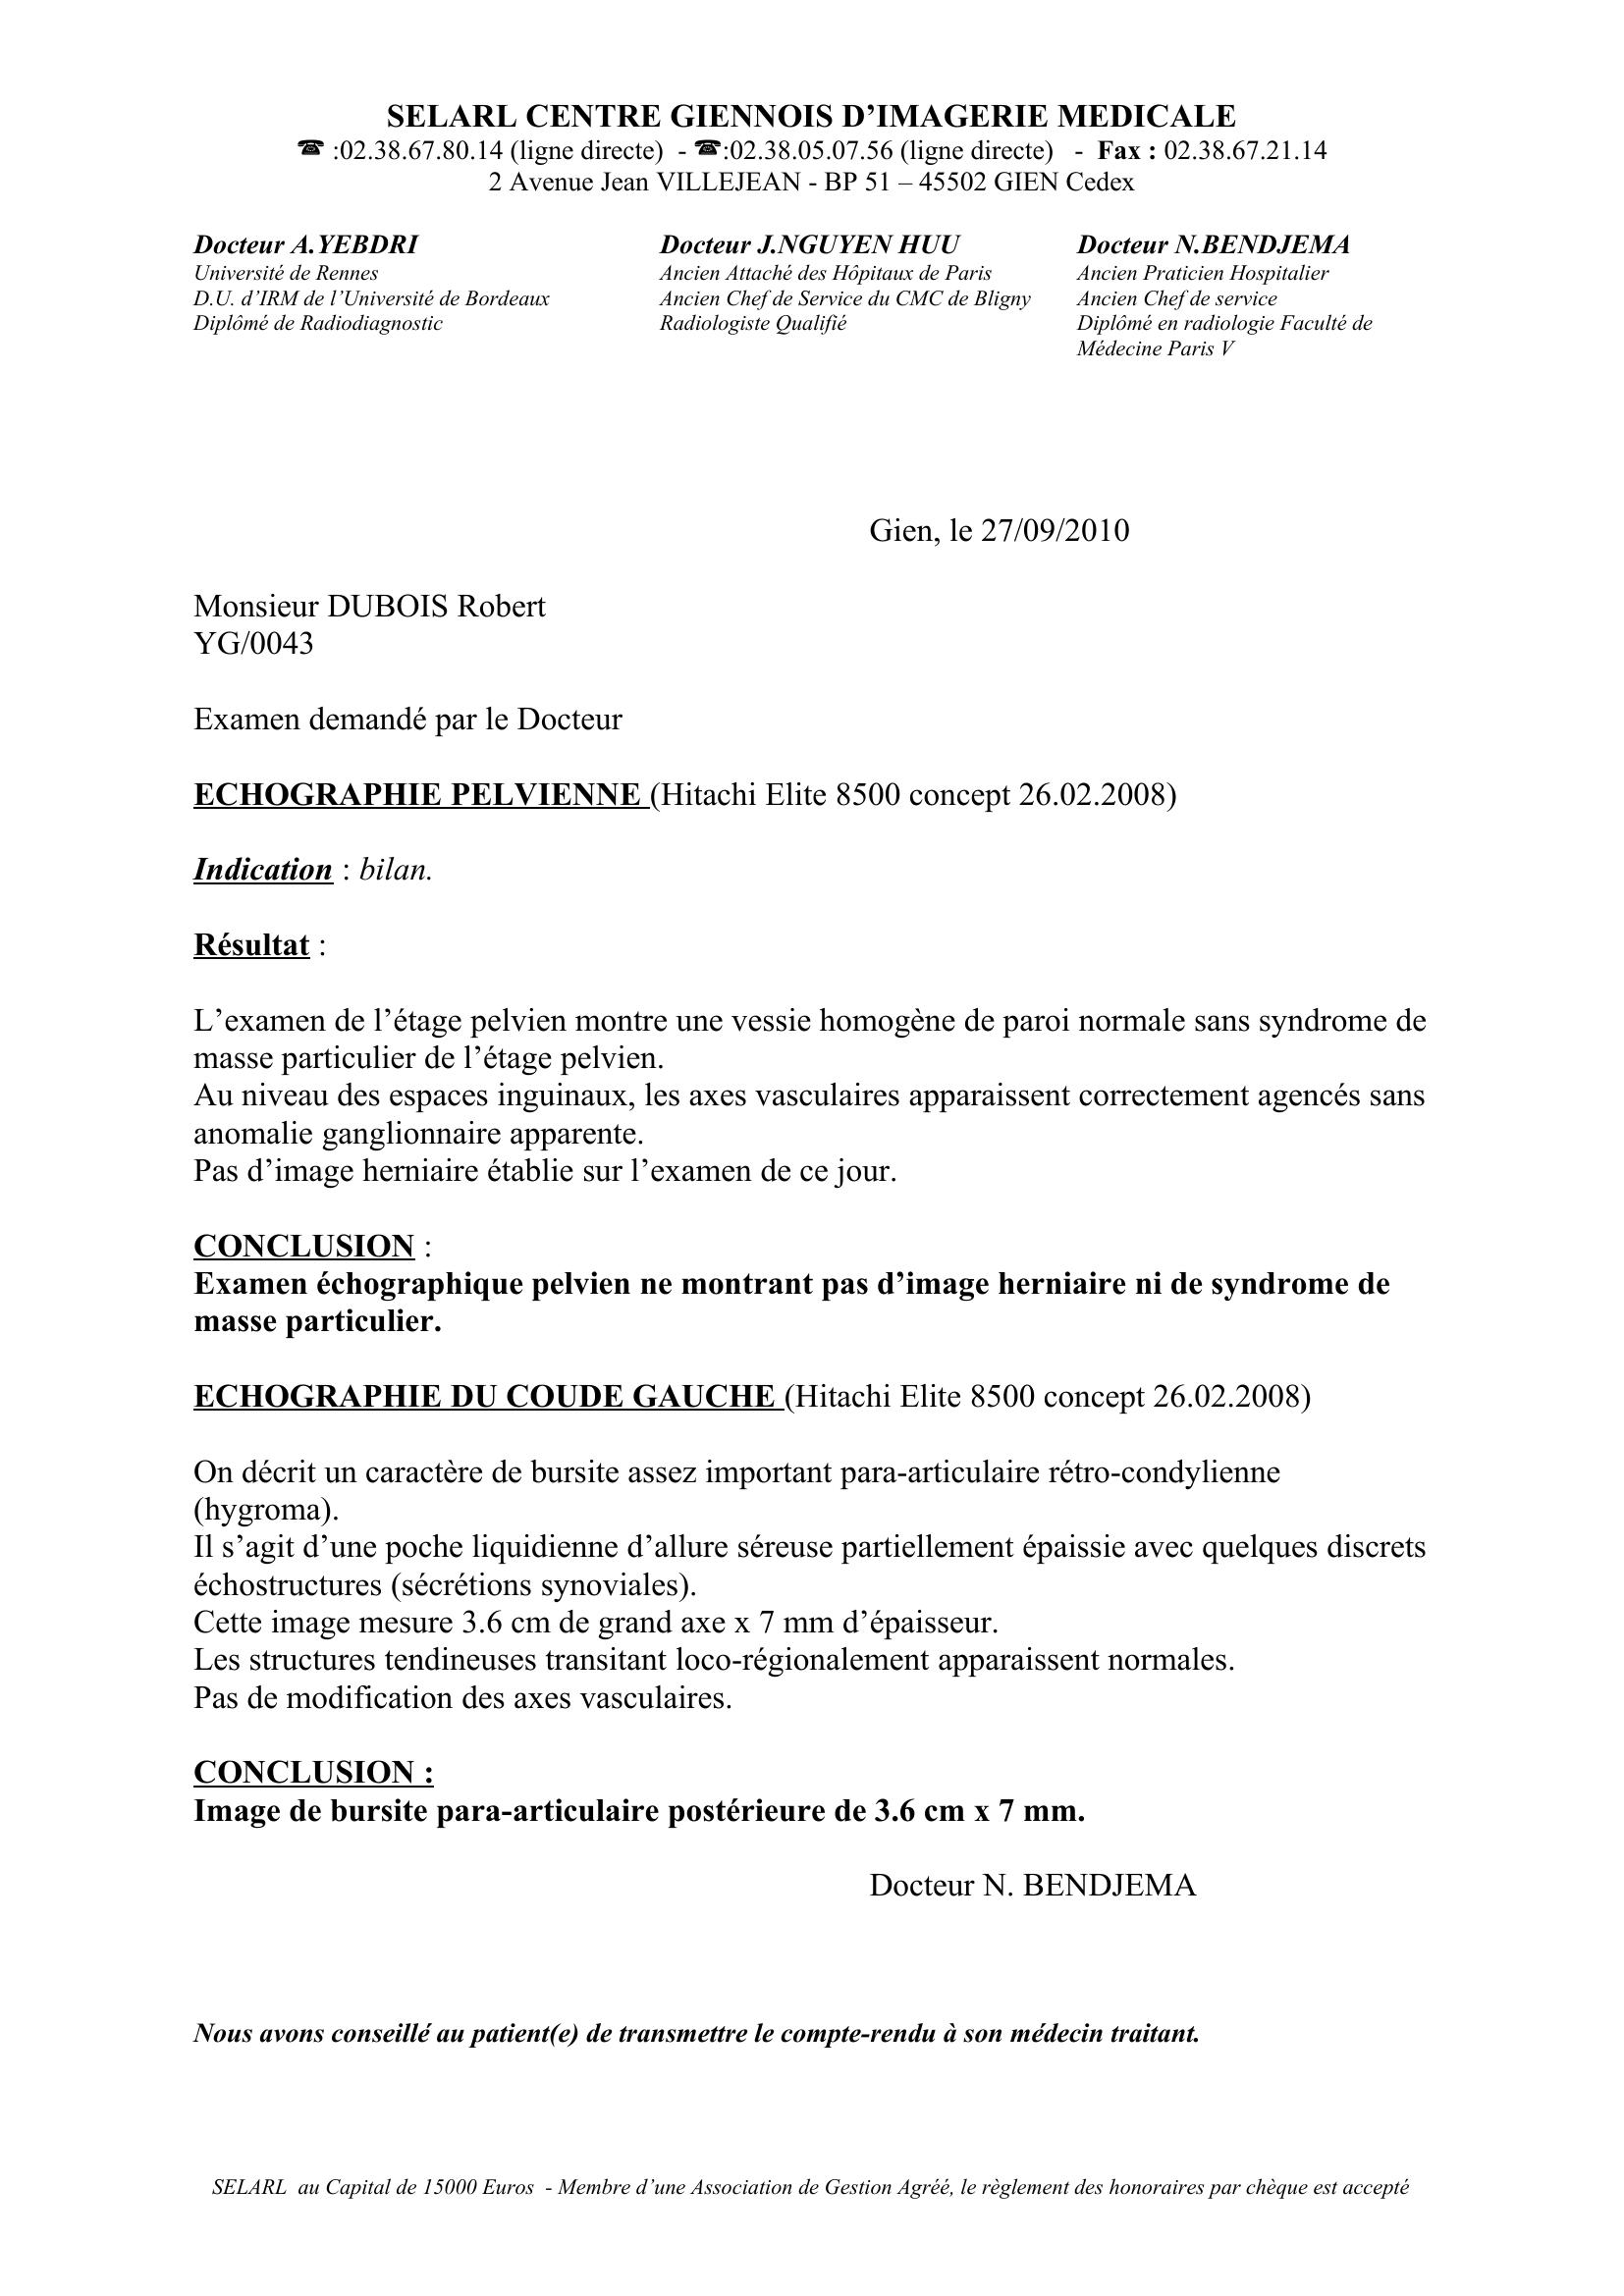 SELARL CENTRE GIENNOIS D’IMAGERIE MEDICALE
☎ :02.38.67.80.14 (ligne directe) - ☎:02.38.05.07.56 (ligne directe) - Fax : 02.38.67.21.14
2 Avenue Jean VILLEJEAN - BP 51 – 45502 GIEN Cedex
Docteur A.YEBDRI
Université de Rennes
D.U. d’IRM de l’Université de Bordeaux
Diplômé de Radiodiagnostic
Docteur J.NGUYEN HUU
Ancien Attaché des Hôpitaux de Paris
Ancien Chef de Service du CMC de Bligny
Radiologiste Qualifié
Docteur N.BENDJEMA
Ancien Praticien Hospitalier
Ancien Chef de service
Diplômé en radiologie Faculté de
Médecine Paris V
Gien, le 27/09/2010
Monsieur DUBOIS Robert
YG/0043
Examen demandé par le Docteur
ECHOGRAPHIE PELVIENNE (Hitachi Elite 8500 concept 26.02.2008)
Indication : bilan.
Résultat :
L’examen de l’étage pelvien montre une vessie homogène de paroi normale sans syndrome de
masse particulier de l’étage pelvien.
Au niveau des espaces inguinaux, les axes vasculaires apparaissent correctement agencés sans
anomalie ganglionnaire apparente.
Pas d’image herniaire établie sur l’examen de ce jour.
CONCLUSION :
Examen échographique pelvien ne montrant pas d’image herniaire ni de syndrome de
masse particulier.
ECHOGRAPHIE DU COUDE GAUCHE (Hitachi Elite 8500 concept 26.02.2008)
On décrit un caractère de bursite assez important para-articulaire rétro-condylienne
(hygroma).
Il s’agit d’une poche liquidienne d’allure séreuse partiellement épaissie avec quelques discrets
échostructures (sécrétions synoviales).
Cette image mesure 3.6 cm de grand axe x 7 mm d’épaisseur.
Les structures tendineuses transitant loco-régionalement apparaissent normales.
Pas de modification des axes vasculaires.
CONCLUSION :
Image de bursite para-articulaire postérieure de 3.6 cm x 7 mm.
Docteur N. BENDJEMA
Nous avons conseillé au patient(e) de transmettre le compte-rendu à son médecin traitant.
SELARL au Capital de 15000 Euros - Membre d’une Association de Gestion Agréé, le règlement des honoraires par chèque est accepté